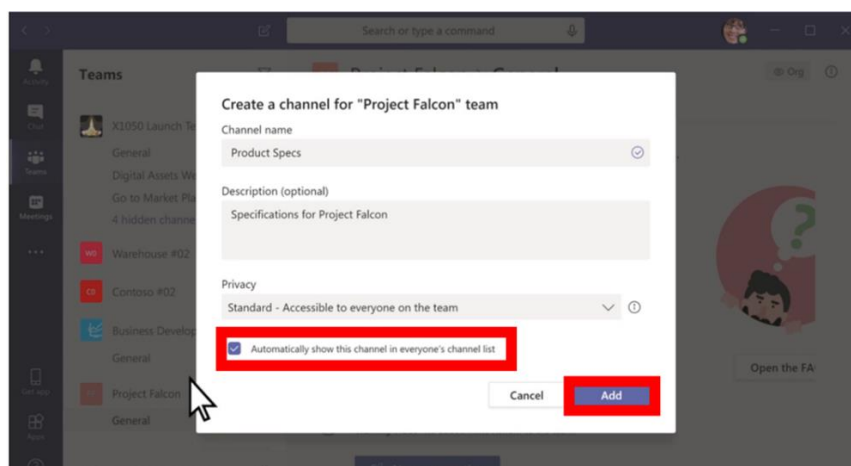 Search or type a command
Activity
Teams
Org
Chat
X1050 Launch Te
General
Teams
Digital Assets We
Go to Market Pla
Meetings
4 hidden channe
WD
Warehouse #02
CD
Contoso #02
Business Develop
General
Get app
Project Falcon
General
Apps
Create a channel for "Project Falcon" team
Channel name
Product Specs
Description (optional)
Specifications for Project Falcon
Privacy
Standard - Accessible to everyone on the team
Automatically show this channel in everyone's channel list
Cancel
Add
Open the FA